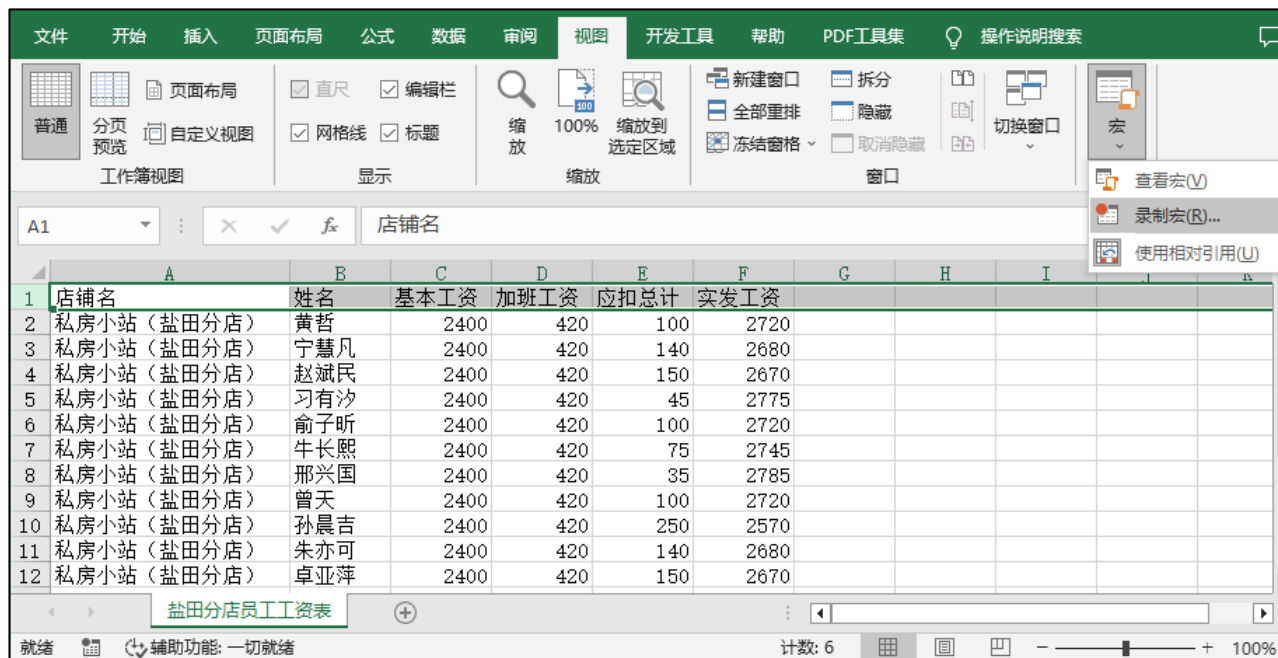 文件 开始 插入 页面布局 公式 数据 审阅 视图 开发工具 帮助 PDF工具集 操作说明搜索
普通 分页预览 页面布局 自定义视图
直尺 编辑栏
网格线 标题
缩放 100% 缩放到选定区域
新建窗口 拆分
全部重排 隐藏
冻结窗格 取消隐藏
切换窗口 宏
工作簿视图 显示 缩放 窗口
查看宏(V)
录制宏(R)...
使用相对引用(U)
A1 fx 店铺名
A B C D E F G H I J K
1 店铺名 姓名 基本工资 加班工资 应扣总计 实发工资
2 私房小站（盐田分店） 黄哲 2400 420 100 2720
3 私房小站（盐田分店） 宁慧凡 2400 420 140 2680
4 私房小站（盐田分店） 赵斌民 2400 420 150 2670
5 私房小站（盐田分店） 习有汐 2400 420 45 2775
6 私房小站（盐田分店） 俞子昕 2400 420 100 2720
7 私房小站（盐田分店） 牛长熙 2400 420 75 2745
8 私房小站（盐田分店） 邢兴国 2400 420 35 2785
9 私房小站（盐田分店） 曾天 2400 420 100 2720
10 私房小站（盐田分店） 孙晨吉 2400 420 250 2570
11 私房小站（盐田分店） 朱亦可 2400 420 140 2680
12 私房小站（盐田分店） 卓亚萍 2400 420 150 2670
盐田分店员工工资表
就绪 辅助功能: 一切就绪 计数: 6 100%